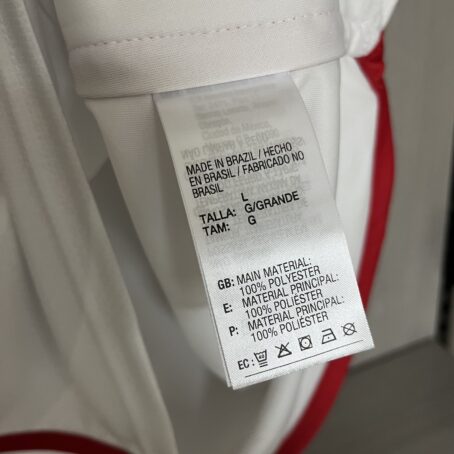 MADE IN BRAZIL / HECHO
EN BRASIL / FABRICADO NO
BRASIL
L
TALLA: G/GRANDE
TAM: G
GB: MAIN MATERIAL:
100% POLYESTER
E: MATERIAL PRINCIPAL:
100% POLIÉSTER
P: MATERIAL PRINCIPAL:
100% POLIÉSTER
EC: